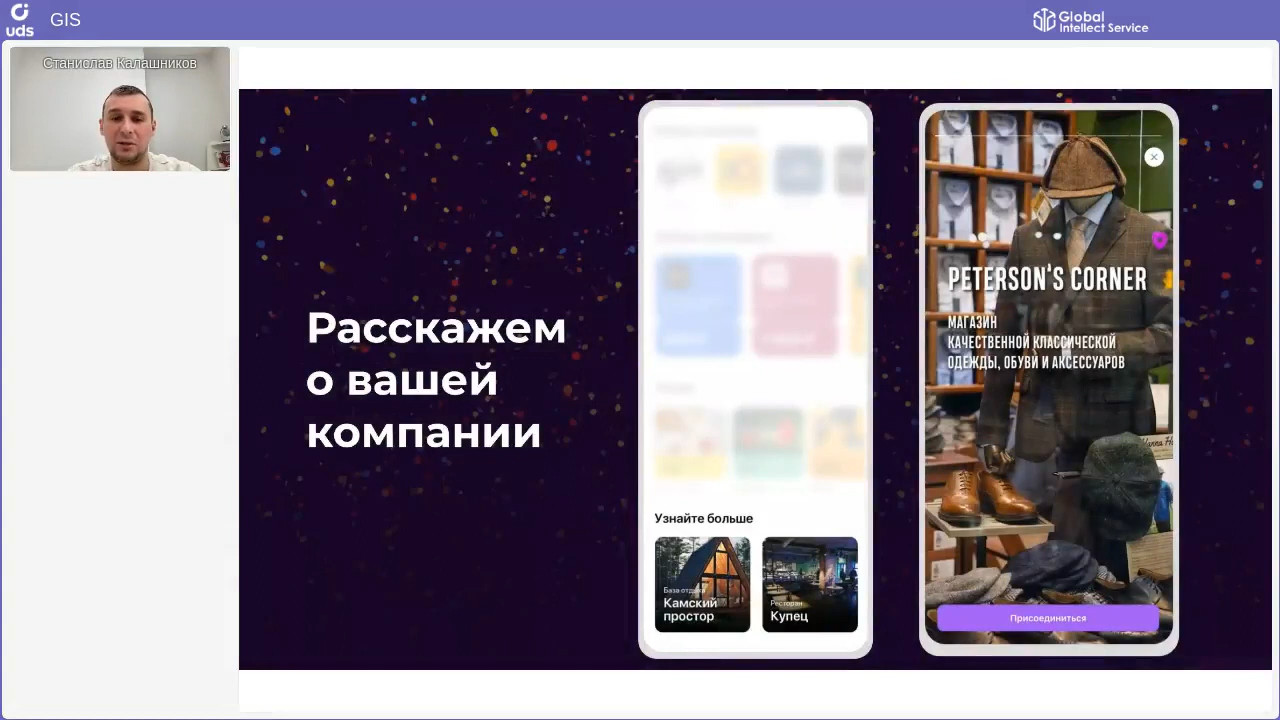 uds
GIS
Global
Intellect Service
Станислав Калашников
Расскажем
о вашей
компании
Узнайте больше
База отдыха
Камский
простор
Ресторан
Купец
PETERSON'S CORNER
МАГАЗИН
КАЧЕСТВЕННОЙ КЛАССИЧЕСКОЙ
ОДЕЖДЫ, ОБУВИ И АКСЕССУАРОВ
Присоединиться